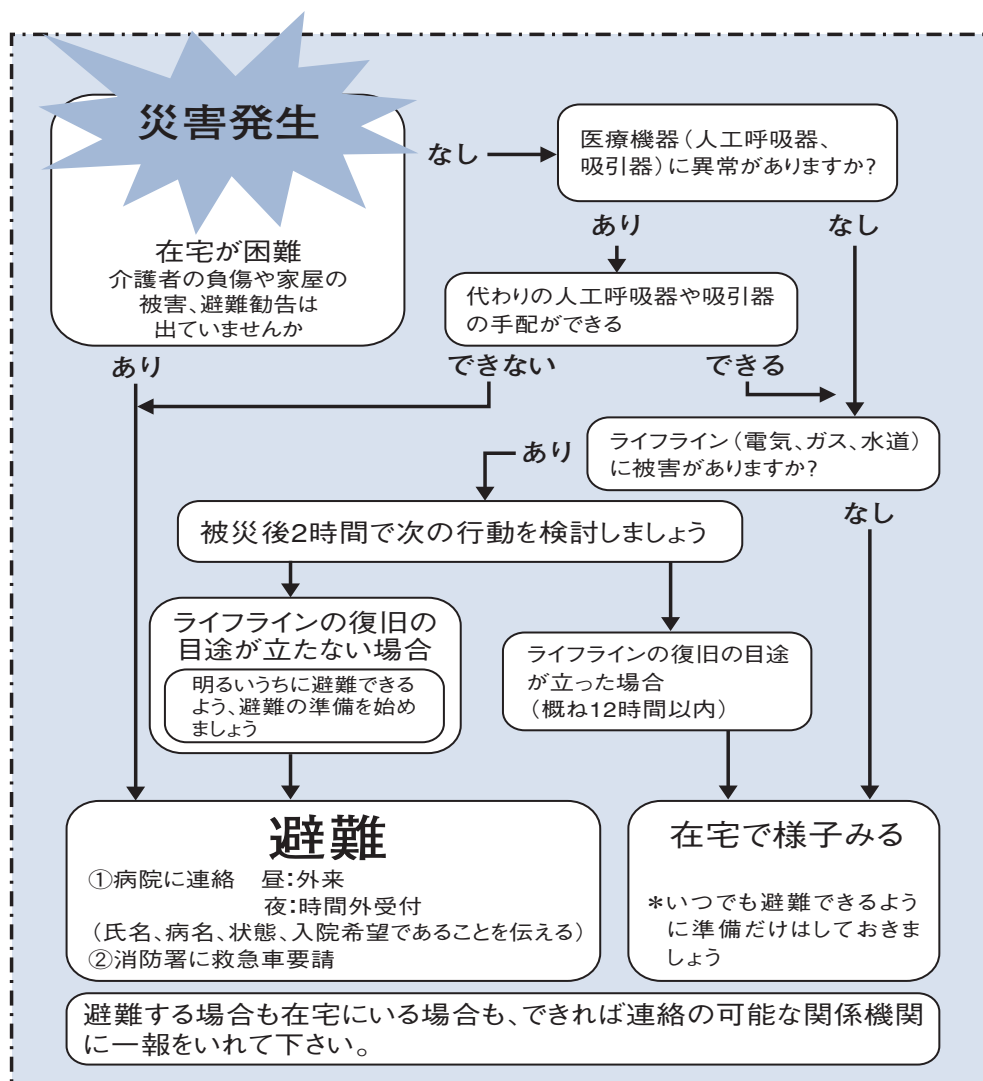 災害発生
在宅が困難
介護者の負傷や家屋の
被害、避難勧告は
出ていませんか
なし
医療機器（人工呼吸器、
吸引器）に異常がありますか?
あり
なし
代わりの人工呼吸器や吸引器
の手配ができる
あり
できない
できる
ライフライン（電気、ガス、水道）
に被害がありますか?
あり
なし
被災後2時間で次の行動を検討しましょう
ライフラインの復旧の
目途が立たない場合
明るいうちに避難できる
よう、避難の準備を始め
ましょう
ライフラインの復旧の目途
が立った場合
（概ね12時間以内）
避難
①病院に連絡　昼：外来
夜：時間外受付
（氏名、病名、状態、入院希望であることを伝える）
②消防署に救急車要請
在宅で様子みる
＊いつでも避難できるよう
に準備だけはしておきま
しょう
避難する場合も在宅にいる場合も、できれば連絡の可能な関係機関
に一報をいれて下さい。